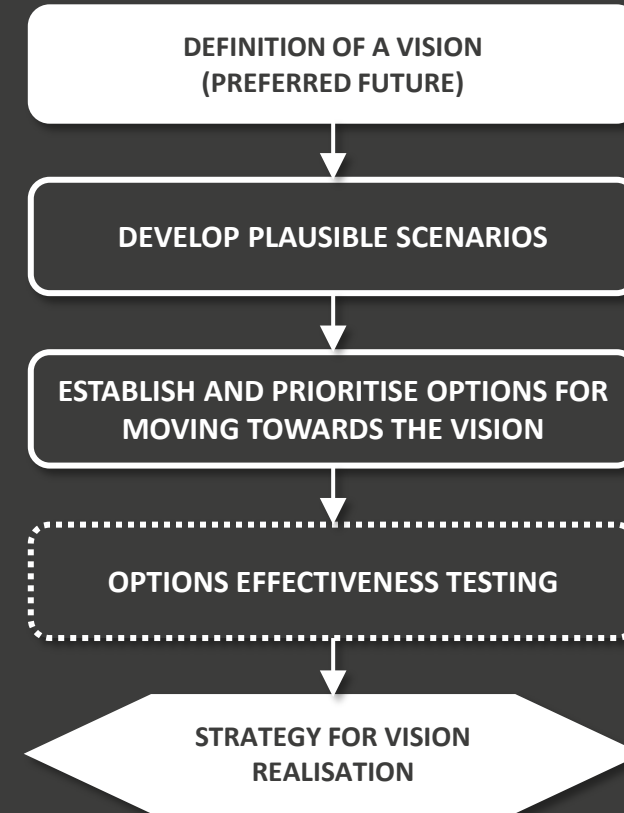 DEFINITION OF A VISION
(PREFERRED FUTURE)
DEVELOP PLAUSIBLE SCENARIOS
ESTABLISH AND PRIORITISE OPTIONS FOR
MOVING TOWARDS THE VISION
OPTIONS EFFECTIVENESS TESTING
STRATEGY FOR VISION
REALISATION